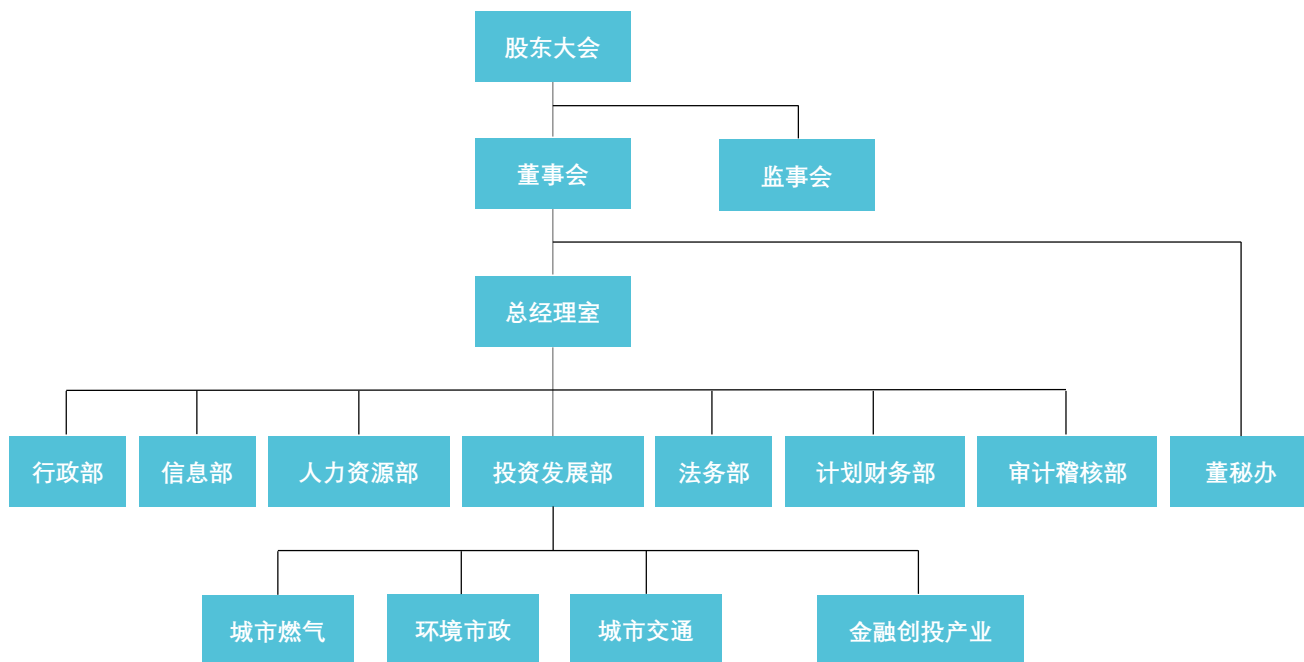 股东大会
董事会
监事会
总经理室
行政部
信息部
人力资源部
投资发展部
法务部
计划财务部
审计稽核部
董秘办
城市燃气
环境市政
城市交通
金融创投产业